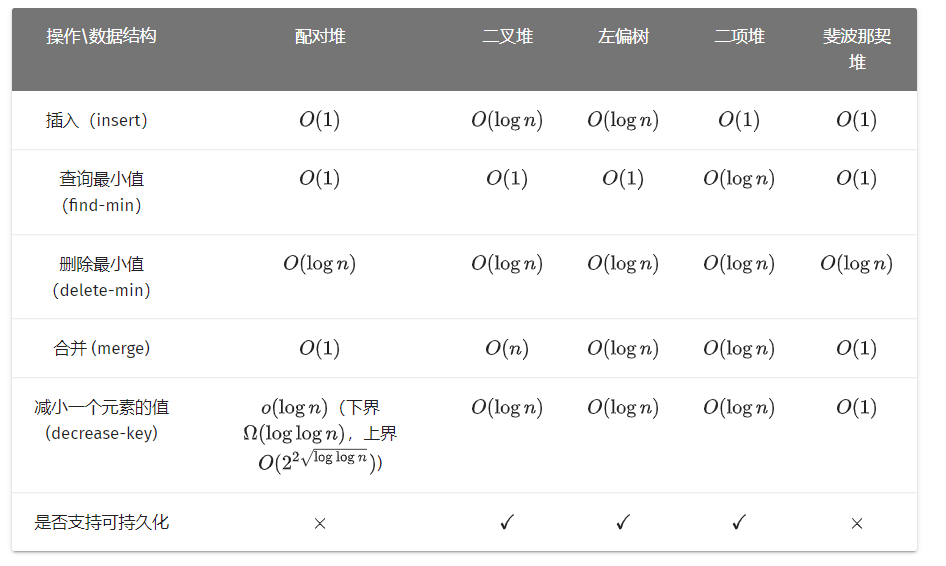 操作\数据结构 配对堆 二叉堆 左偏树 二项堆 斐波那契
堆
插入（insert） O(1) O(log n) O(log n) O(1) O(1)
查询最小值 O(1) O(1) O(1) O(log n) O(1)
（find-min）
删除最小值 O(log n) O(log n) O(log n) O(log n) O(log n)
（delete-min）
合并 (merge) O(1) O(n) O(log n) O(log n) O(1)
减小一个元素的值 o(log n)（下界 O(log n) O(log n) O(log n) O(1)
(decrease-key) Ω(log log n)，上界
O(2^{2√(log log n)}))
是否支持可持久化 × ✓ ✓ ✓ ×